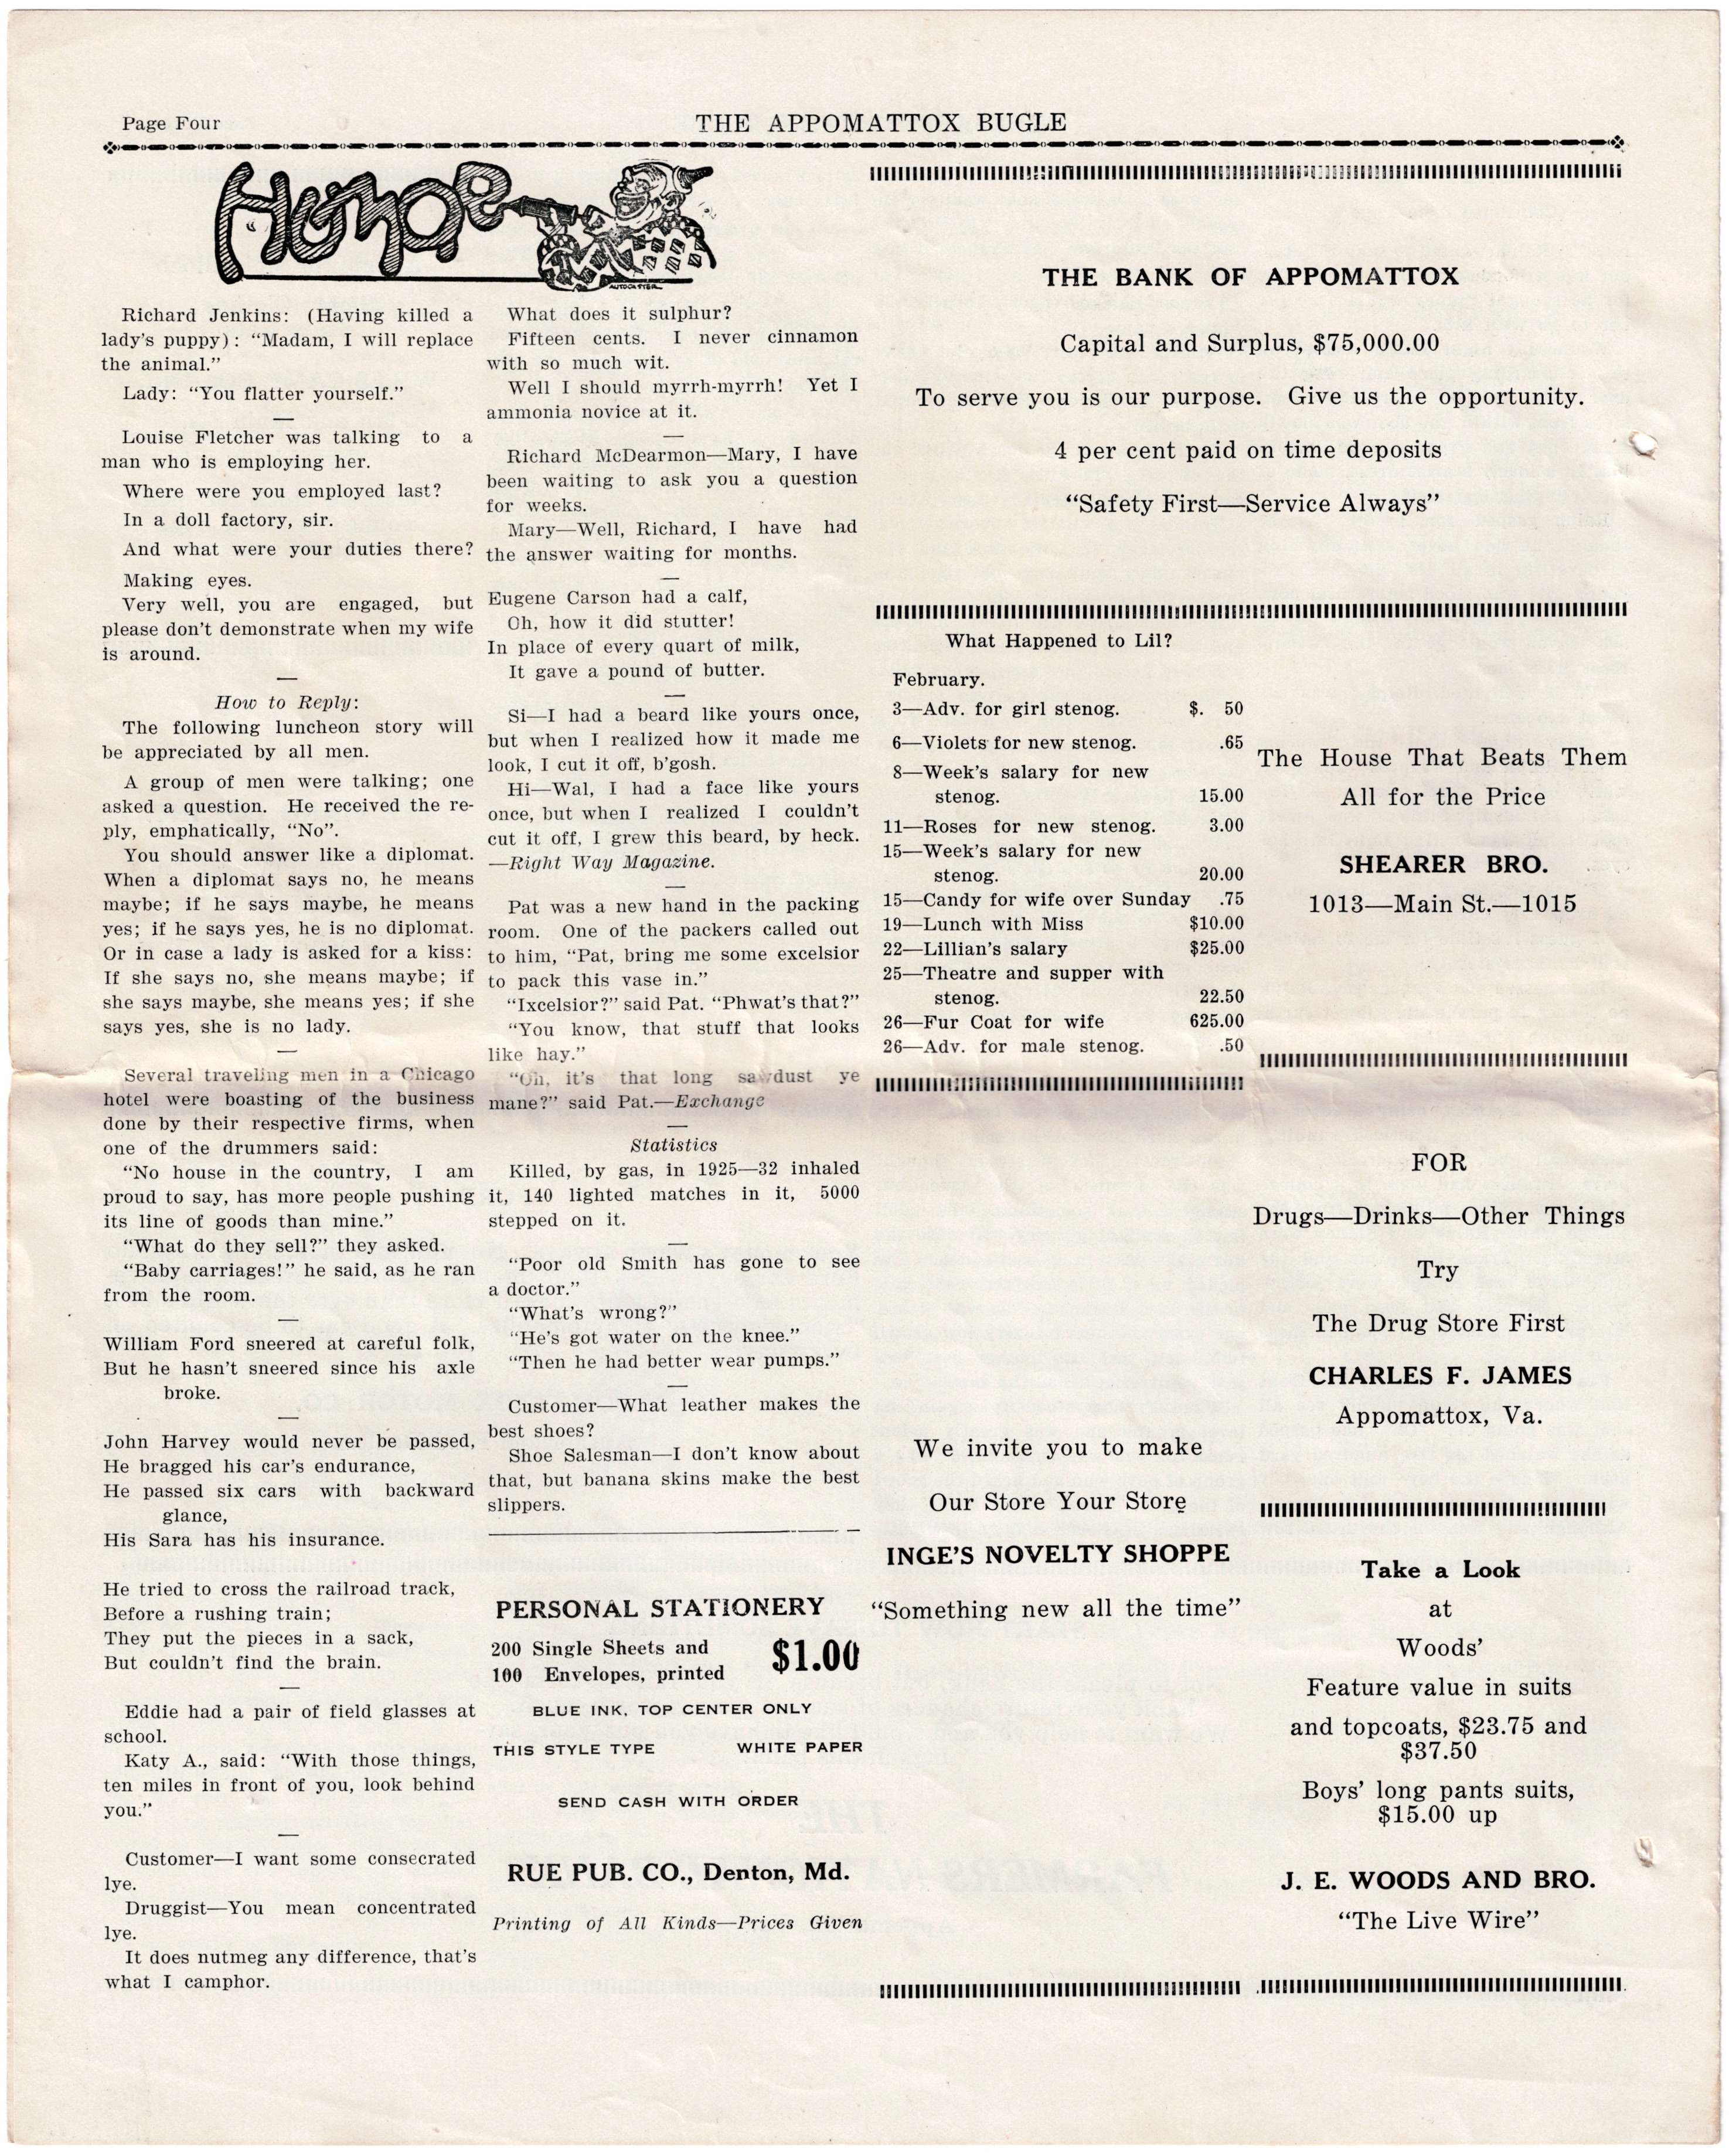 Page Four
THE APPOMATTOX BUGLE
Humor
AUTOCASTER
Richard Jenkins: (Having killed a
lady's puppy): “Madam, I will replace
the animal.”
Lady: “You flatter yourself.”
Louise Fletcher was talking to a
man who is employing her.
Where were you employed last?
In a doll factory, sir.
And what were your duties there?
Making eyes.
Very well, you are engaged, but
please don't demonstrate when my wife
is around.
How to Reply:
The following luncheon story will
be appreciated by all men.
A group of men were talking; one
asked a question. He received the re-
ply, emphatically, “No”.
You should answer like a diplomat.
When a diplomat says no, he means
maybe; if he says maybe, he means
yes; if he says yes, he is no diplomat.
Or in case a lady is asked for a kiss:
If she says no, she means maybe; if
she says maybe, she means yes; if she
says yes, she is no lady.
Several traveling men in a Chicago
hotel were boasting of the business
done by their respective firms, when
one of the drummers said:
“No house in the country, I am
proud to say, has more people pushing
its line of goods than mine.”
“What do they sell?” they asked.
“Baby carriages!” he said, as he ran
from the room.
William Ford sneered at careful folk,
But he hasn't sneered since his axle
broke.
John Harvey would never be passed,
He bragged his car's endurance,
He passed six cars with backward
glance,
His Sara has his insurance.
He tried to cross the railroad track,
Before a rushing train;
They put the pieces in a sack,
But couldn't find the brain.
Eddie had a pair of field glasses at
school.
Katy A., said: “With those things,
ten miles in front of you, look behind
you.”
Customer—I want some consecrated
lye.
Druggist—You mean concentrated
lye.
It does nutmeg any difference, that's
what I camphor.
What does it sulphur?
Fifteen cents. I never cinnamon
with so much wit.
Well I should myrrh-myrrh! Yet I
ammonia novice at it.
Richard McDearmon—Mary, I have
been waiting to ask you a question
for weeks.
Mary—Well, Richard, I have had
the answer waiting for months.
Eugene Carson had a calf,
Oh, how it did stutter!
In place of every quart of milk,
It gave a pound of butter.
Si—I had a beard like yours once,
but when I realized how it made me
look, I cut it off, b'gosh.
Hi—Wal, I had a face like yours
once, but when I realized I couldn't
cut it off, I grew this beard, by heck.
—Right Way Magazine.
Pat was a new hand in the packing
room. One of the packers called out
to him, “Pat, bring me some excelsior
to pack this vase in.”
“Ixcelsior?” said Pat. “Phwat's that?”
“You know, that stuff that looks
like hay.”
“Oh, it's that long sawdust ye
mane?” said Pat.—Exchange
Statistics
Killed, by gas, in 1925—32 inhaled
it, 140 lighted matches in it, 5000
stepped on it.
“Poor old Smith has gone to see
a doctor.”
“What's wrong?”
“He's got water on the knee.”
“Then he had better wear pumps.”
Customer—What leather makes the
best shoes?
Shoe Salesman—I don't know about
that, but banana skins make the best
slippers.
PERSONAL STATIONERY
200 Single Sheets and
100 Envelopes, printed
$1.00
BLUE INK, TOP CENTER ONLY
THIS STYLE TYPE WHITE PAPER
SEND CASH WITH ORDER
RUE PUB. CO., Denton, Md.
Printing of All Kinds—Prices Given
THE BANK OF APPOMATTOX
Capital and Surplus, $75,000.00
To serve you is our purpose. Give us the opportunity.
4 per cent paid on time deposits
“Safety First—Service Always”
What Happened to Lil?
February.
3—Adv. for girl stenog. $. 50
6—Violets for new stenog. .65
8—Week's salary for new
stenog. 15.00
11—Roses for new stenog. 3.00
15—Week's salary for new
stenog. 20.00
15—Candy for wife over Sunday .75
19—Lunch with Miss $10.00
22—Lillian's salary $25.00
25—Theatre and supper with
stenog. 22.50
26—Fur Coat for wife 625.00
26—Adv. for male stenog. .50
We invite you to make
Our Store Your Store
INGE'S NOVELTY SHOPPE
“Something new all the time”
The House That Beats Them
All for the Price
SHEARER BRO.
1013—Main St.—1015
FOR
Drugs—Drinks—Other Things
Try
The Drug Store First
CHARLES F. JAMES
Appomattox, Va.
Take a Look
at
Woods'
Feature value in suits
and topcoats, $23.75 and
$37.50
Boys' long pants suits,
$15.00 up
J. E. WOODS AND BRO.
“The Live Wire”